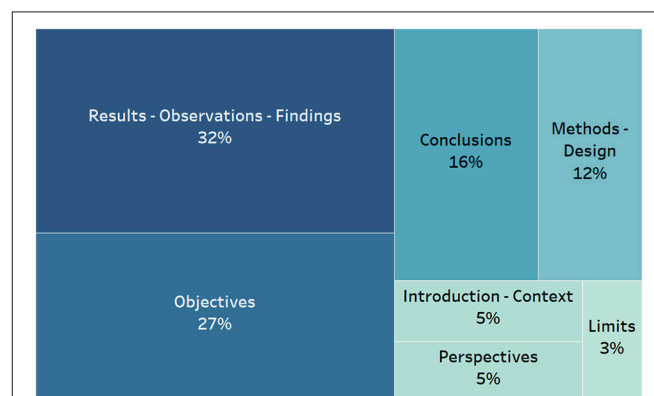 Results - Observations - Findings
32%
Objectives
27%
Conclusions
16%
Methods -
Design
12%
Introduction - Context
5%
Perspectives
5%
Limits
3%